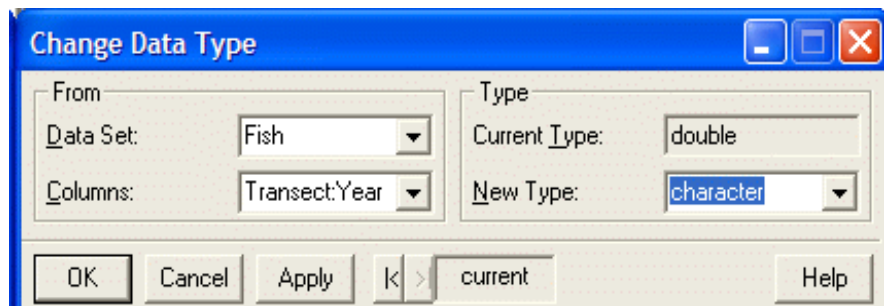 Change Data Type
From
Data Set: Fish
Columns: Transect:Year
Type
Current Type: double
New Type: character
OK Cancel Apply |< >| current Help